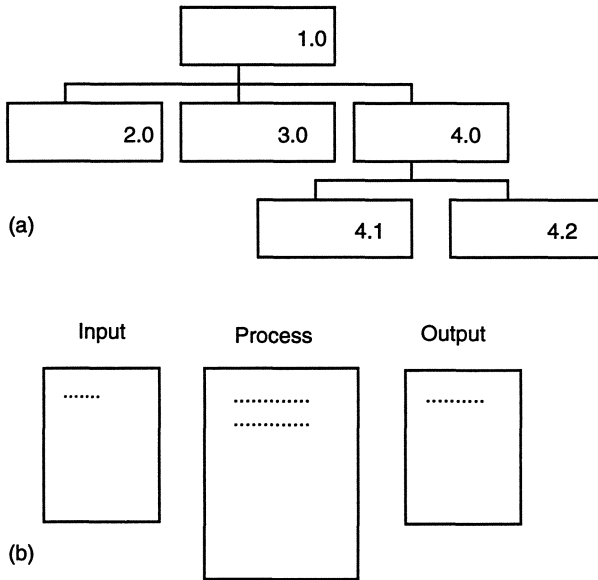 1.0
2.0 3.0 4.0
4.1 4.2
(a)
Input Process Output
....... ............. ..........
.............
(b)